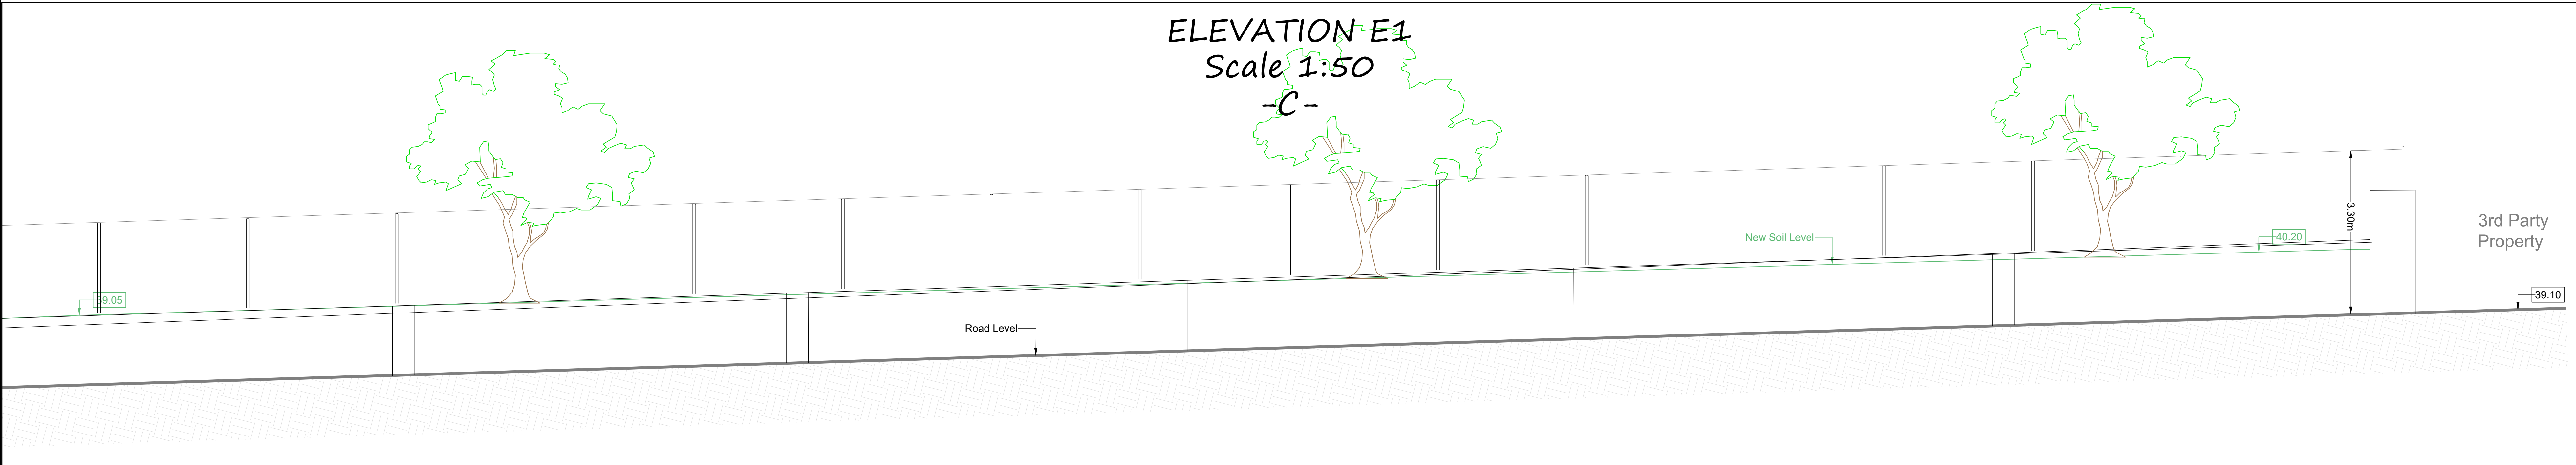 ELEVATION E1
Scale 1:50
-C-
3.30m
3rd Party
Property
New Soil Level
40.20
39.05
39.10
Road Level